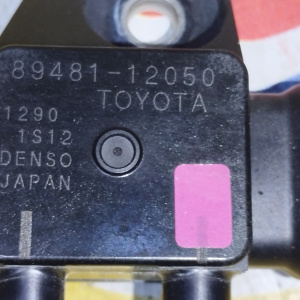 89481-12050
TOYOTA
1290
1S12
DENSO
JAPAN